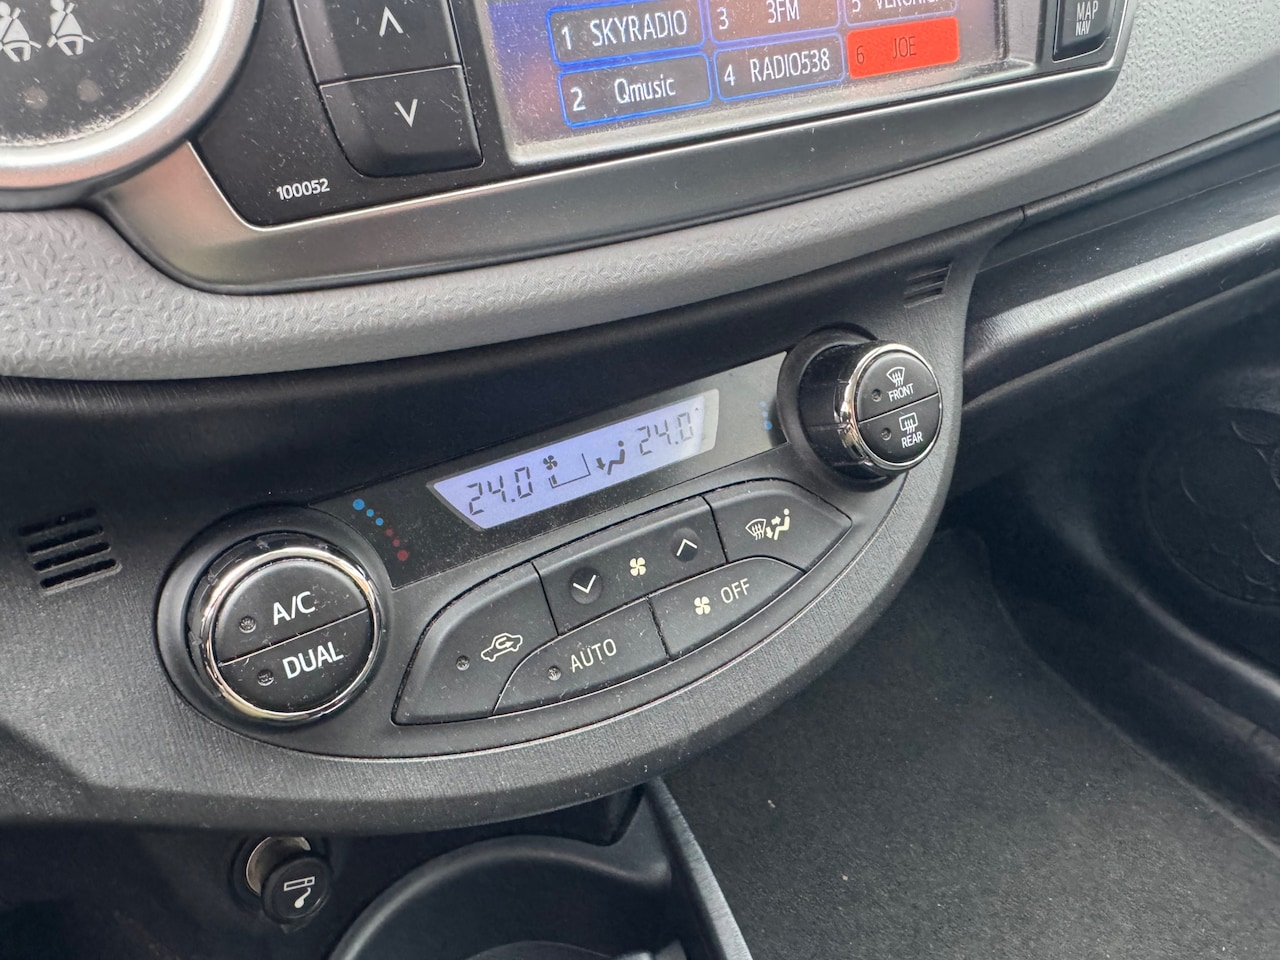 1 SKYRADIO
3 3FM
5
2 Qmusic
4 RADIO538
6 JOE
MAP
NAV
100052
FRONT
REAR
24.0
24.0
A/C
DUAL
AUTO
OFF